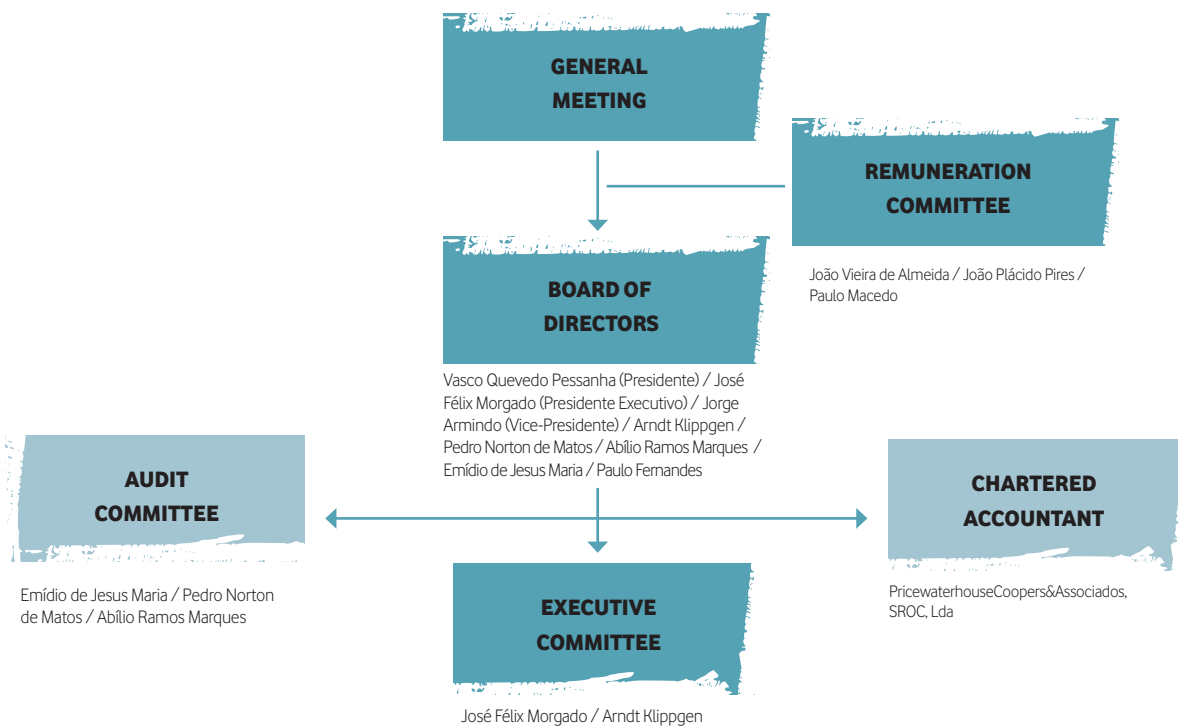 GENERAL
MEETING
REMUNERATION
COMMITTEE
João Vieira de Almeida / João Plácido Pires /
Paulo Macedo
BOARD OF
DIRECTORS
Vasco Quevedo Pessanha (Presidente) / José
Félix Morgado (Presidente Executivo) / Jorge
Armindo (Vice-Presidente) / Arndt Klippgen /
Pedro Norton de Matos / Abílio Ramos Marques /
Emídio de Jesus Maria / Paulo Fernandes
AUDIT
COMMITTEE
Emídio de Jesus Maria / Pedro Norton
de Matos / Abílio Ramos Marques
CHARTERED
ACCOUNTANT
PricewaterhouseCoopers&Associados,
SROC, Lda
EXECUTIVE
COMMITTEE
José Félix Morgado / Arndt Klippgen